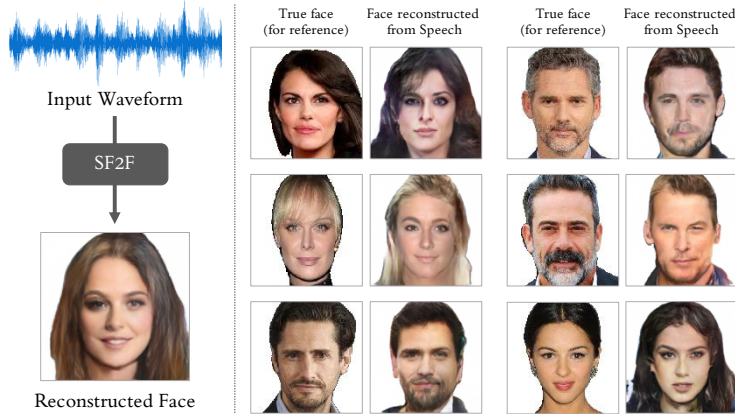 Input Waveform
SF2F
Reconstructed Face
True face
(for reference)
Face reconstructed
from Speech
True face
(for reference)
Face reconstructed
from Speech